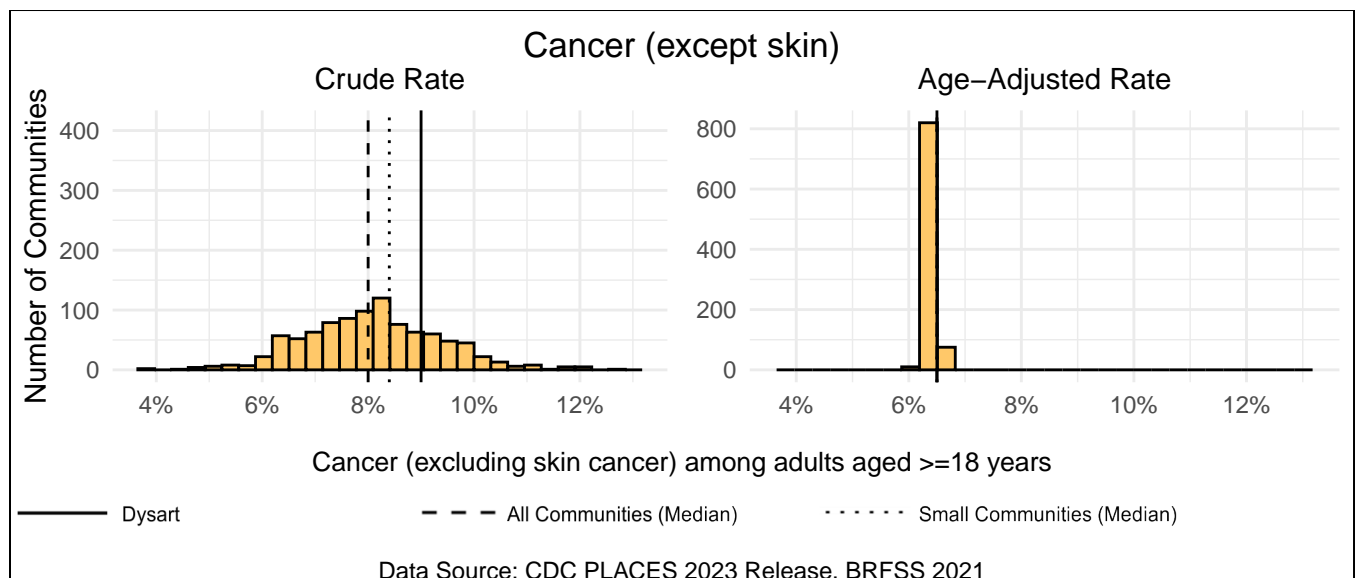 Cancer (except skin)
Crude Rate
Age−Adjusted Rate
Number of Communities
400
300
200
100
0
4%
6%
8%
10%
12%
800
600
400
200
0
4%
6%
8%
10%
12%
Cancer (excluding skin cancer) among adults aged >=18 years
Dysart
All Communities (Median)
Small Communities (Median)
Data Source: CDC PLACES 2023 Release, BRFSS 2021